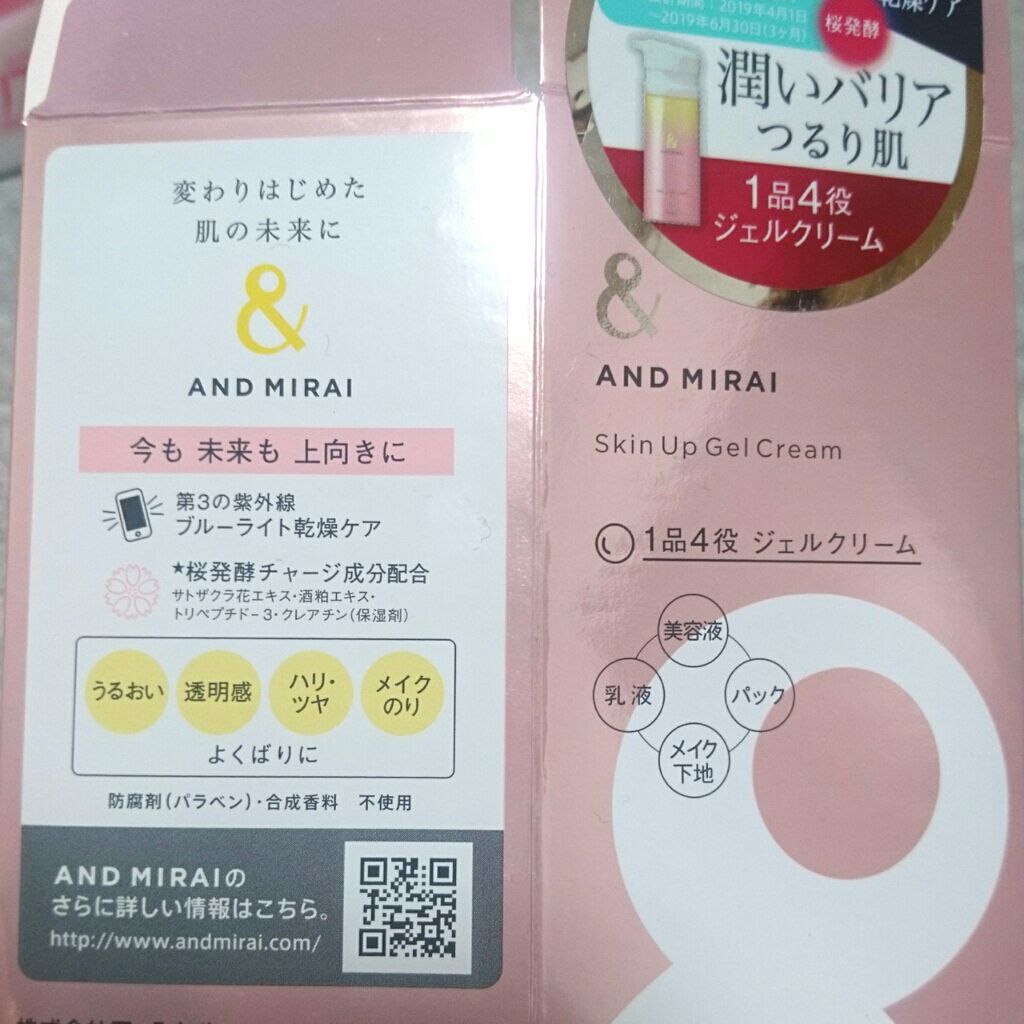 変わりはじめた
肌の未来に
&
AND MIRAI
今も 未来も 上向きに
第3の紫外線
ブルーライト乾燥ケア
★桜発酵チャージ成分配合
サトザクラ花エキス・酒粕エキス・
トリペプチド-3・クレアチン(保湿剤)
うるおい
透明感
ハリ・
ツヤ
メイク
のり
よくばりに
防腐剤(パラベン)・合成香料 不使用
AND MIRAIの
さらに詳しい情報はこちら。
http://www.andmirai.com/
乾燥ケア
:2019年4月1日
~2019年6月30日(3ヶ月)
桜発酵
潤いバリア
つるり肌
1品4役
ジェルクリーム
&
&
AND MIRAI
Skin Up Gel Cream
1品4役 ジェルクリーム
美容液
乳液
パック
メイク
下地